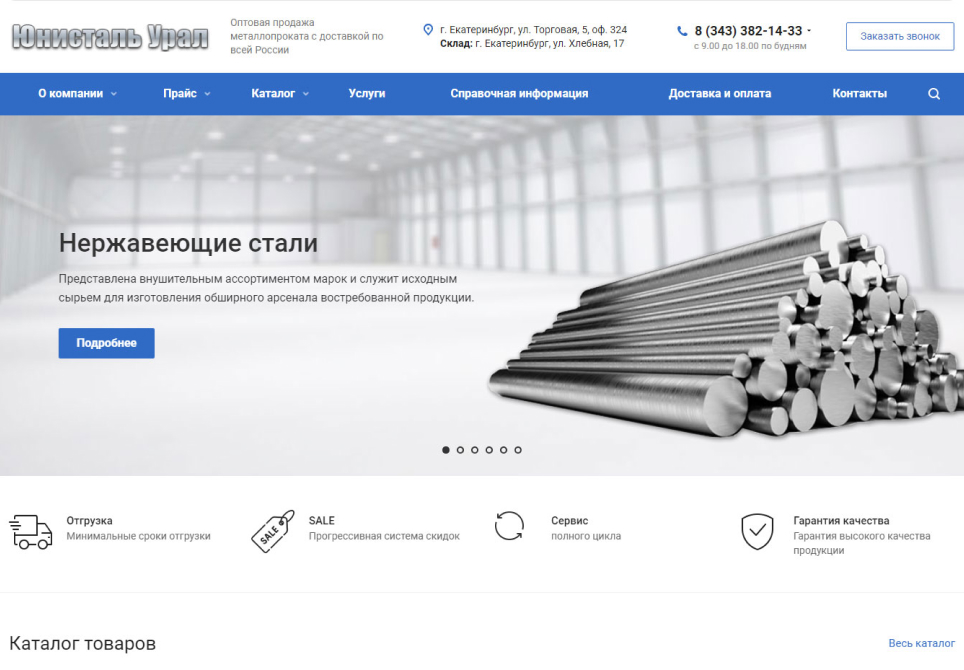 Юнисталь Урал
Оптовая продажа
металлопроката с доставкой по
всей России
г. Екатеринбург, ул. Торговая, 5, оф. 324
Склад: г. Екатеринбург, ул. Хлебная, 17
8 (343) 382-14-33
с 9.00 до 18.00 по будням
Заказать звонок
О компании
Прайс
Каталог
Услуги
Справочная информация
Доставка и оплата
Контакты
Нержавеющие стали
Представлена внушительным ассортиментом марок и служит исходным
сырьем для изготовления обширного арсенала востребованной продукции.
Подробнее
Отгрузка
Минимальные сроки отгрузки
SALE
SALE
Прогрессивная система скидок
Сервис
полного цикла
Гарантия качества
Гарантия высокого качества
продукции
Каталог товаров
Весь каталог